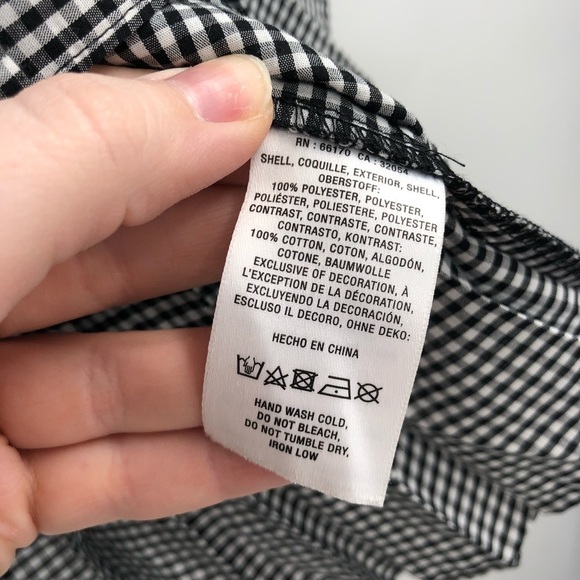 RN : 66170 CA : 32054
SHELL, COQUILLE, EXTERIOR, SHELL,
OBERSTOFF:
100% POLYESTER, POLYESTER,
POLIÉSTER, POLIESTERE, POLYESTER
CONTRAST, CONTRASTE, CONTRASTE,
CONTRASTO, KONTRAST:
100% COTTON, COTON, ALGODÓN,
COTONE, BAUMWOLLE
EXCLUSIVE OF DECORATION, À
L'EXCEPTION DE LA DÉCORATION,
EXCLUYENDO LA DECORACIÓN,
ESCLUSO IL DECORO, OHNE DEKO:
HECHO EN CHINA
HAND WASH COLD,
DO NOT BLEACH,
DO NOT TUMBLE DRY,
IRON LOW